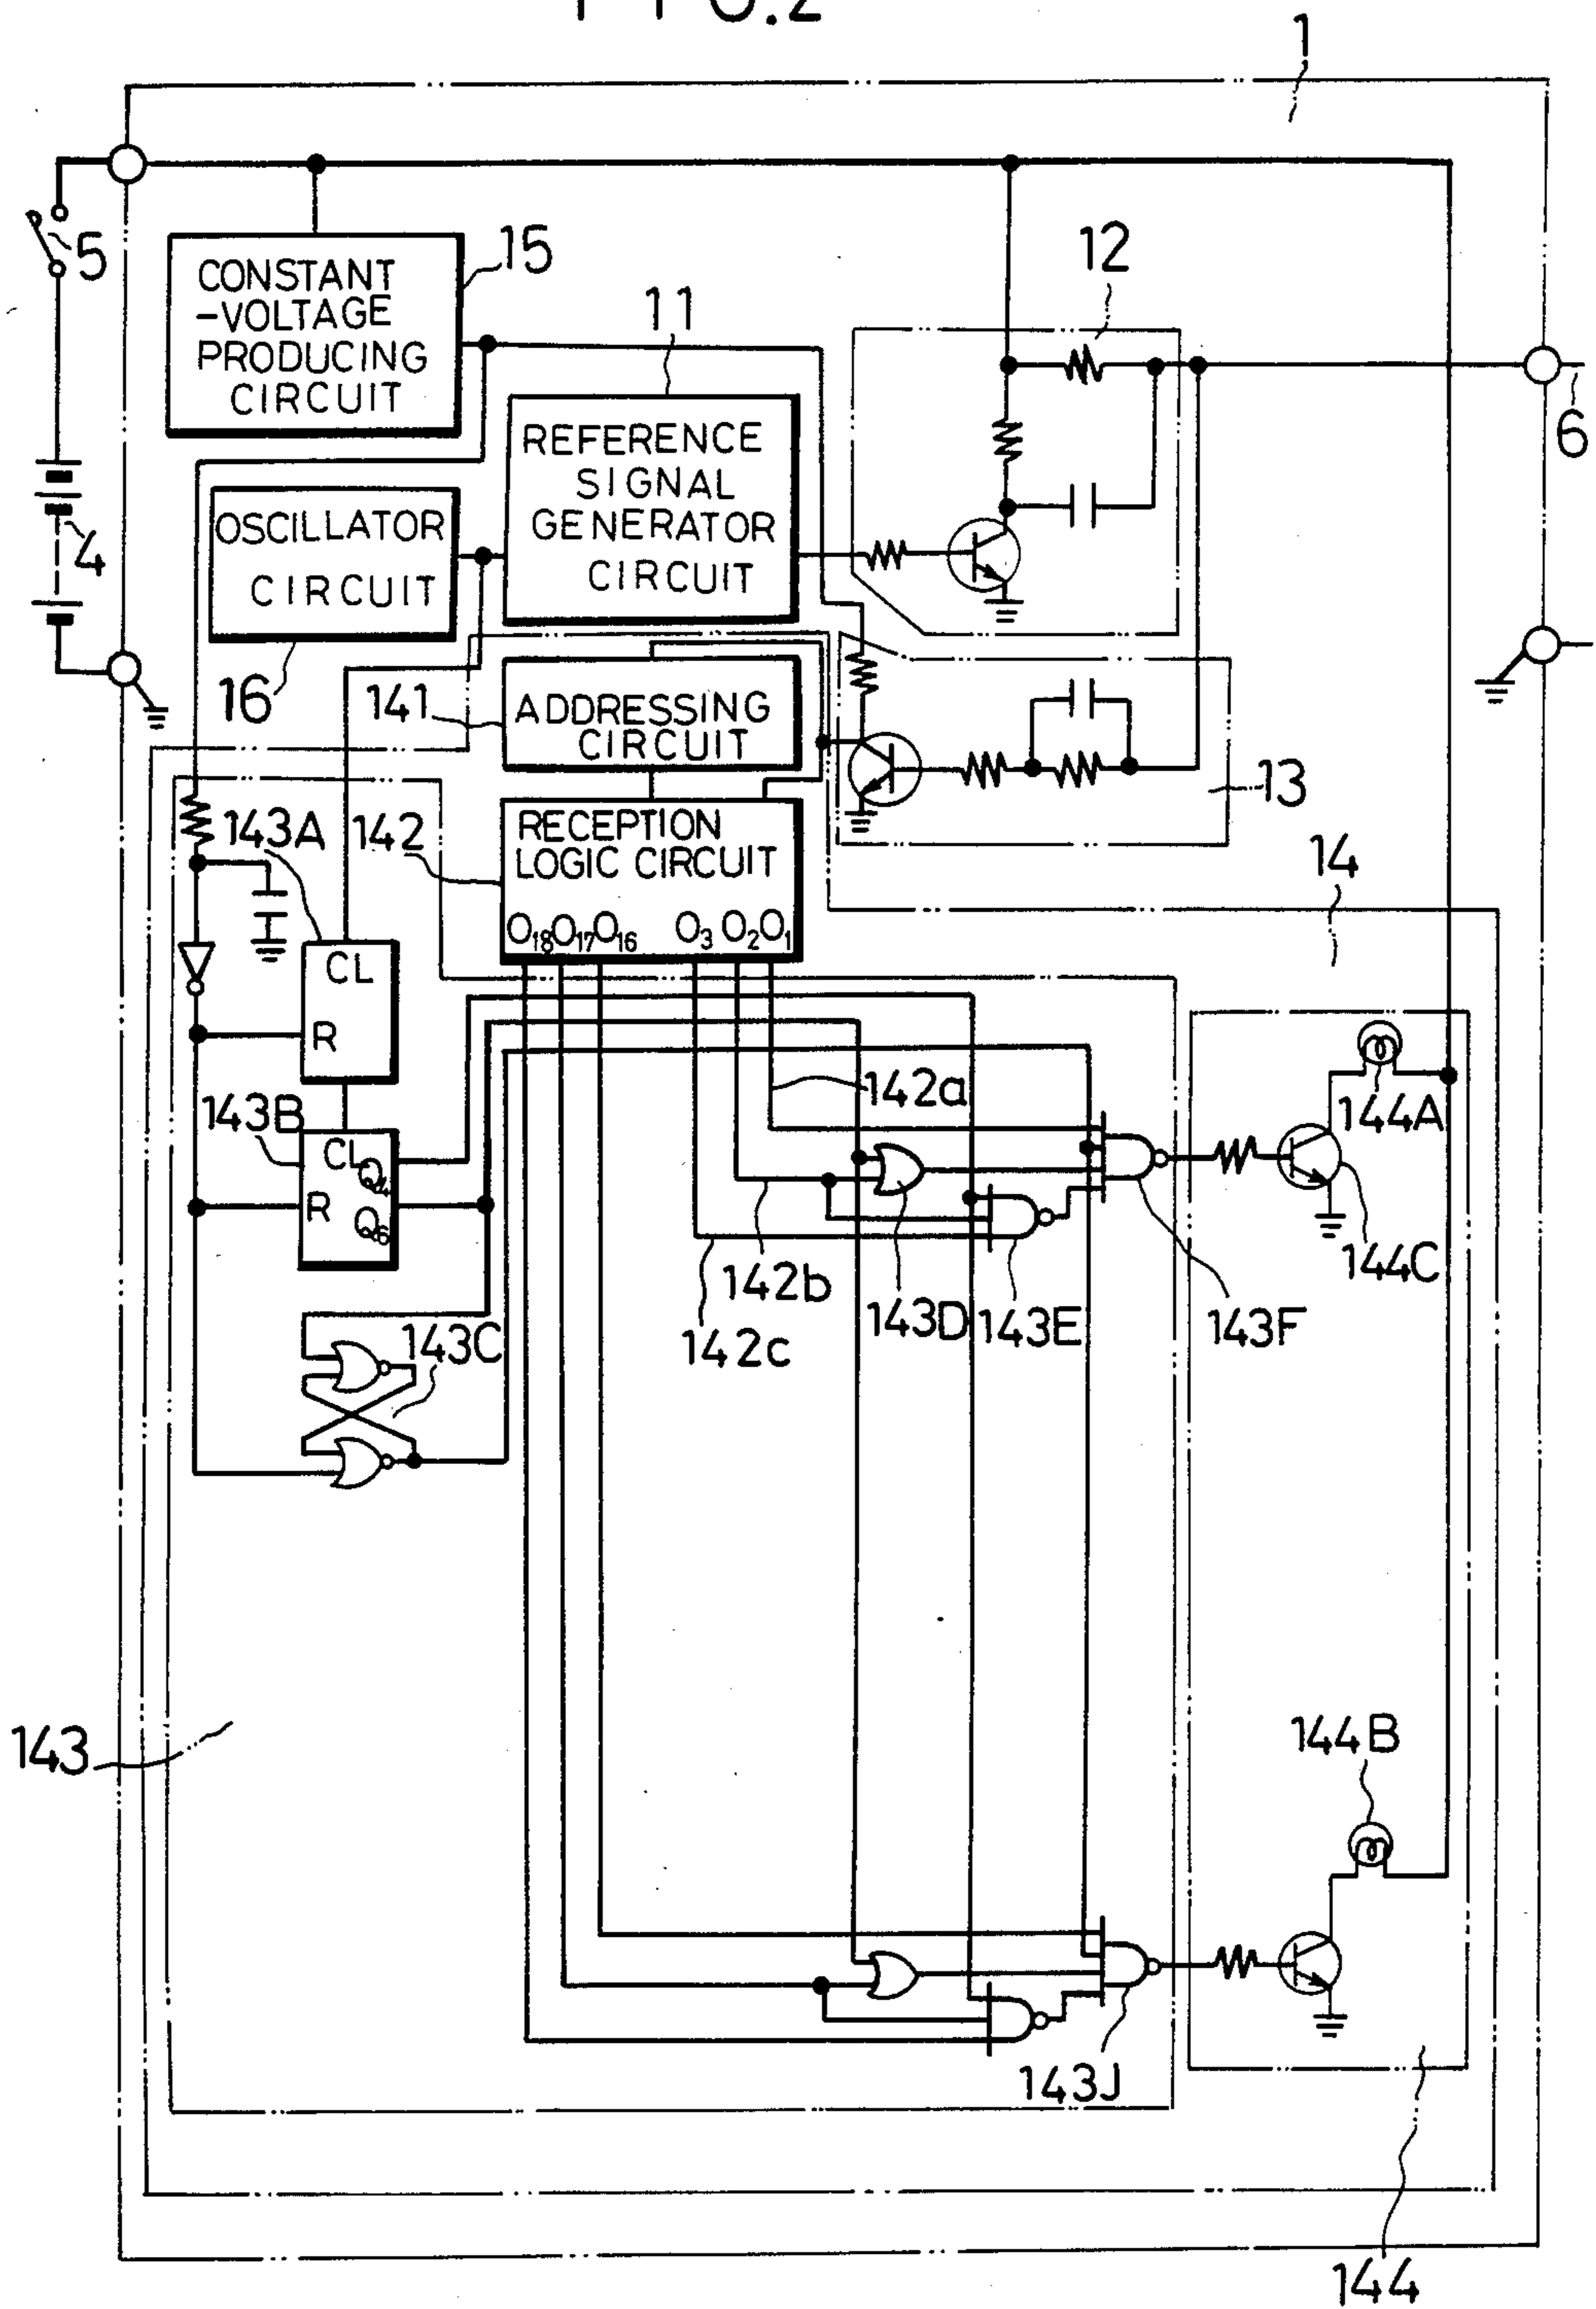 FIG.2
1
5
CONSTANT
-VOLTAGE
PRODUCING
CIRCUIT
15
12
11
6
REFERENCE
SIGNAL
GENERATOR
CIRCUIT
4
OSCILLATOR
CIRCUIT
16
141
ADDRESSING
CIRCUIT
13
143A
142
RECEPTION
LOGIC CIRCUIT
O18 O17 O16 O3 O2 O1
14
CL
R
142a
144A
143B
CL
R
Q6
144C
142b
143D
143E
143F
142c
143C
143
144B
143J
144